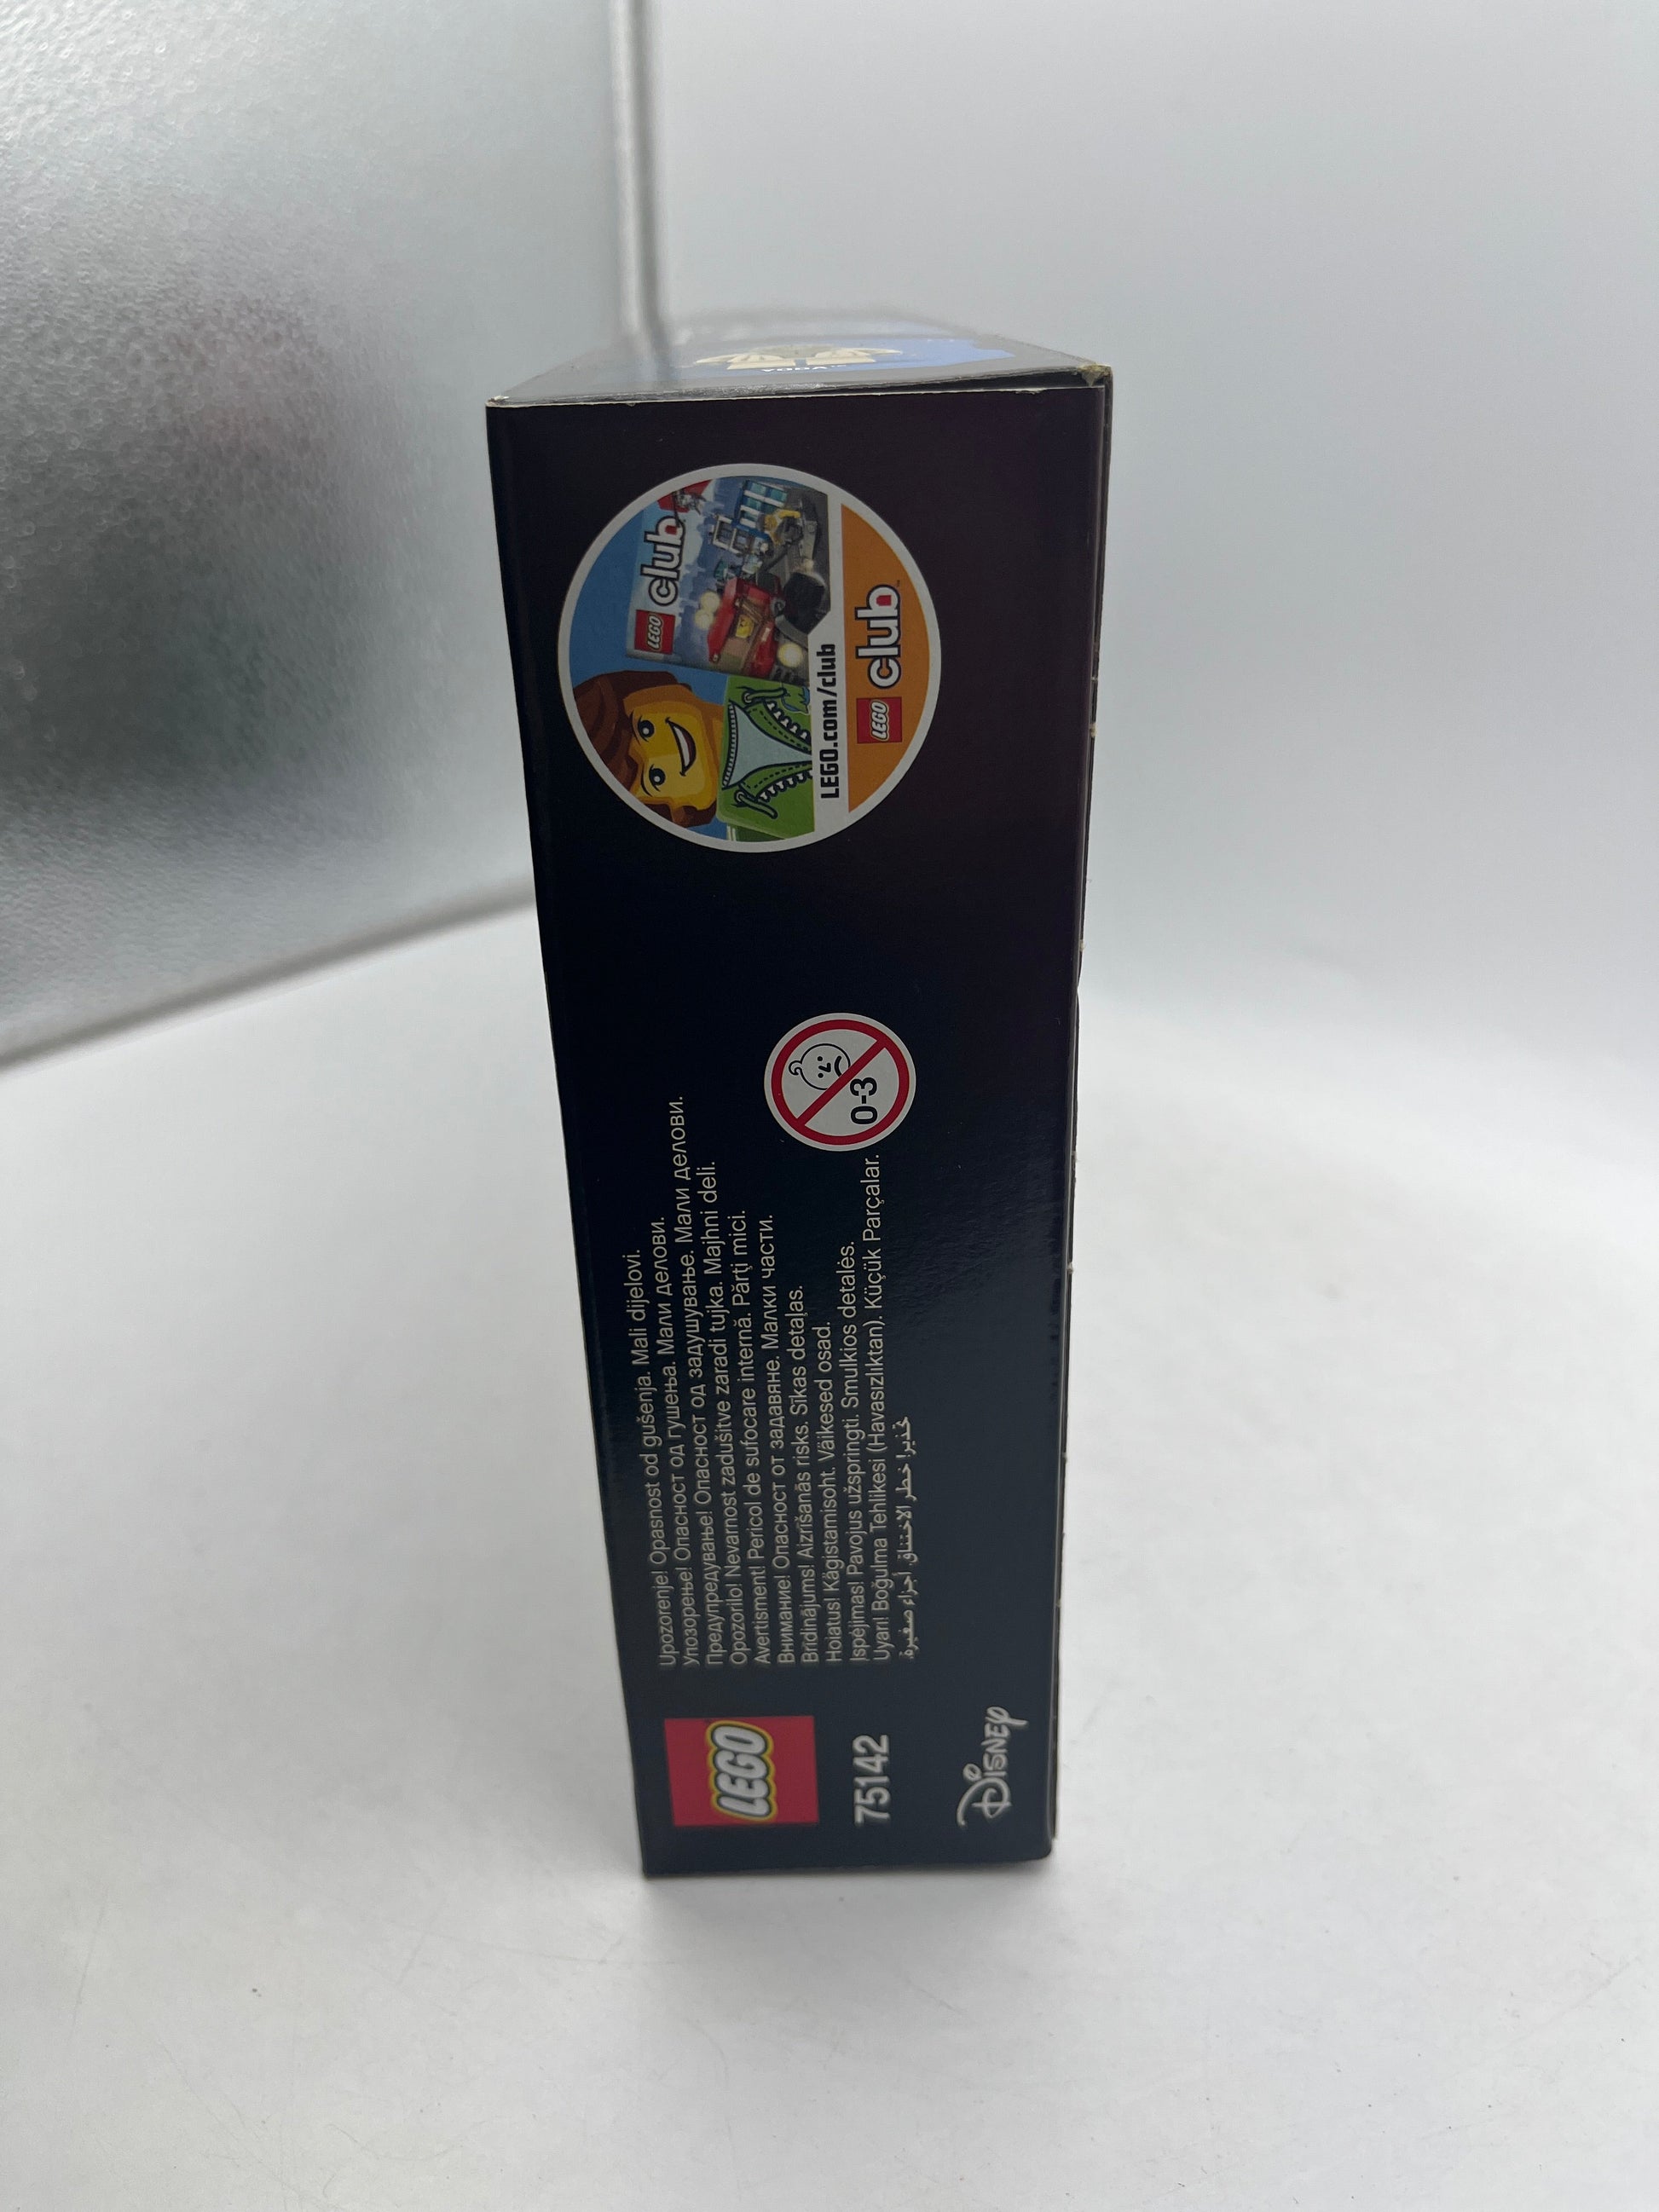 YODA™
LEGO
75142
Disney
Upozorenje! Opasnost od gušenja. Mali dijelovi.
Упозорење! Опасност од гушења. Мали делови.
Предупредување! Опасност од задушување. Мали делови.
Opozorilo! Nevarnost zadušitve zaradi tujka. Majhni deli.
Avertisment! Pericol de sufocare internă. Părţi mici.
Внимание! Опасност от задавяне. Малки части.
Brīdinājums! Aizrīšanās risks. Sīkas detaļas.
Hoiatus! Kägistamisoht. Väikesed osad.
Įspėjimas! Pavojus užspringti. Smulkios detalės.
Uyarı! Boğulma Tehlikesi (Havasızlıktan). Küçük Parçalar.
تحذير! خطر الاختناق. أجزاء صغيرة.
0-3
LEGO club
LEGO.com/club
LEGO club™